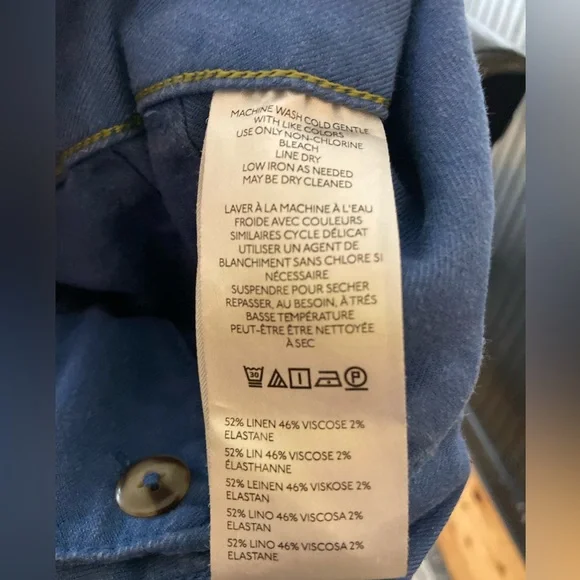 MACHINE WASH COLD GENTLE
WITH LIKE COLORS
USE ONLY NON-CHLORINE
BLEACH
LINE DRY
LOW IRON AS NEEDED
MAY BE DRY CLEANED
LAVER À LA MACHINE À L'EAU
FROIDE AVEC COULEURS
SIMILAIRES CYCLE DÉLICAT
UTILISER UN AGENT DE
BLANCHIMENT SANS CHLORE SI
NÉCESSAIRE
SUSPENDRE POUR SECHER
REPASSER, AU BESOIN, À TRÉS
BASSE TEMPÉRATURE
PEUT-ÊTRE ÊTRE NETTOYÉE
À SEC
30 P
52% LINEN 46% VISCOSE 2%
ELASTANE
52% LIN 46% VISCOSE 2%
ÉLASTHANNE
52% LEINEN 46% VISKOSE 2%
ELASTAN
52% LINO 46% VISCOSA 2%
ELASTAN
52% LINO 46% VISCOSA 2%
ELASTANE